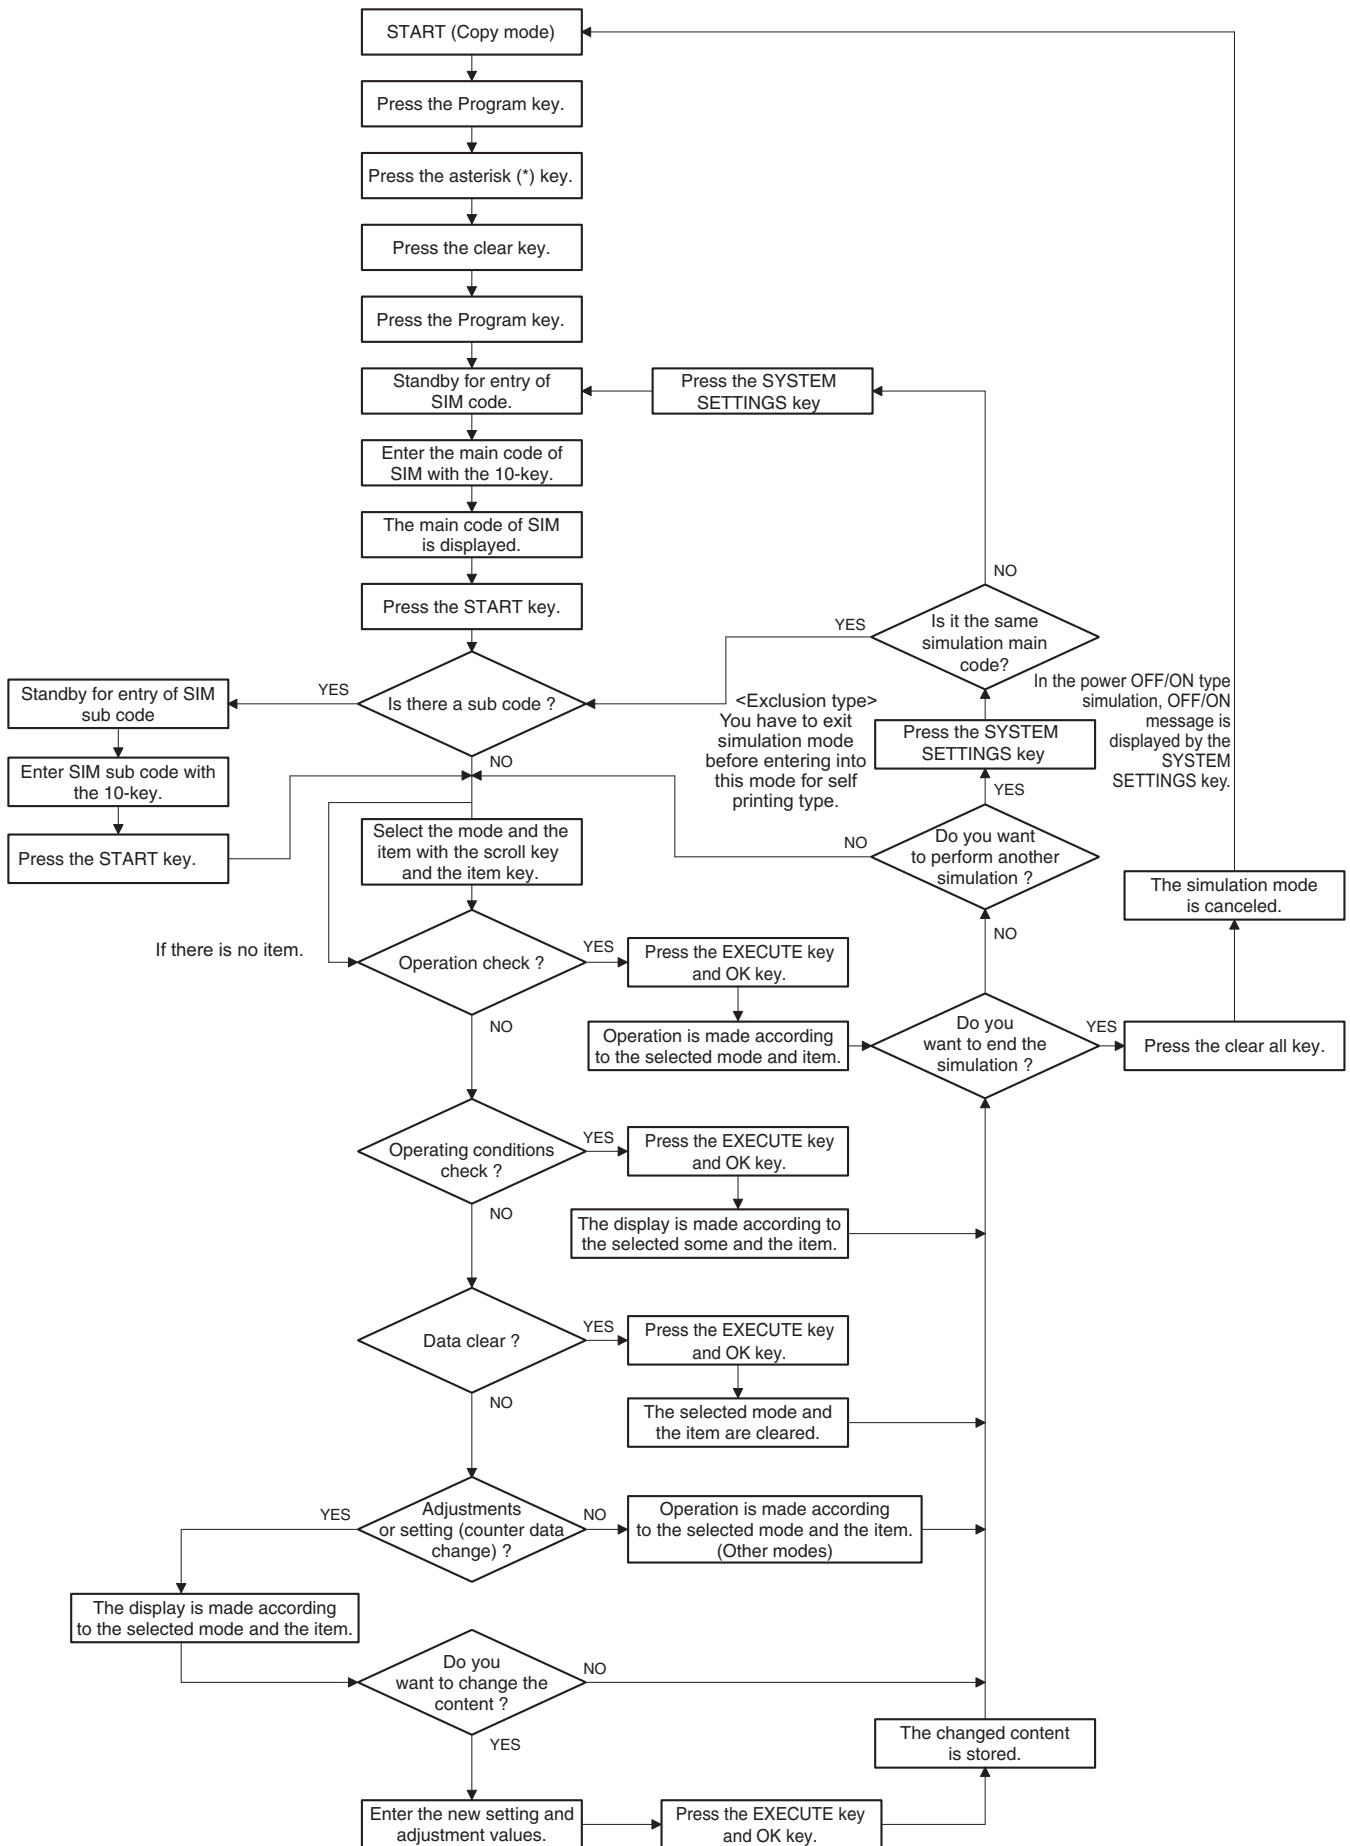 START (Copy mode)
Press the Program key.
Press the asterisk (*) key.
Press the clear key.
Press the Program key.
Standby for entry of
SIM code.
Press the SYSTEM
SETTINGS key
Enter the main code of
SIM with the 10-key.
The main code of SIM
is displayed.
Press the START key.
NO
Is it the same
simulation main
code?
YES
Is there a sub code ?
YES
NO
Standby for entry of SIM
sub code
Enter SIM sub code with
the 10-key.
Press the START key.
<Exclusion type>
You have to exit
simulation mode
before entering into
this mode for self
printing type.
Press the SYSTEM
SETTINGS key
In the power OFF/ON type
simulation, OFF/ON
message is
displayed by the
SYSTEM
SETTINGS key.
YES
Do you want
to perform another
simulation ?
NO
Select the mode and the
item with the scroll key
and the item key.
The simulation mode
is canceled.
NO
If there is no item.
Operation check ?
YES
Press the EXECUTE key
and OK key.
NO
Operation is made according
to the selected mode and item.
Do you
want to end the
simulation ?
YES
Press the clear all key.
Operating conditions
check ?
YES
Press the EXECUTE key
and OK key.
NO
The display is made according to
the selected some and the item.
Data clear ?
YES
Press the EXECUTE key
and OK key.
NO
The selected mode and
the item are cleared.
YES
Adjustments
or setting (counter data
change) ?
NO
Operation is made according
to the selected mode and the item.
(Other modes)
The display is made according
to the selected mode and the item.
Do you
want to change the
content ?
NO
YES
The changed content
is stored.
Enter the new setting and
adjustment values.
Press the EXECUTE key
and OK key.